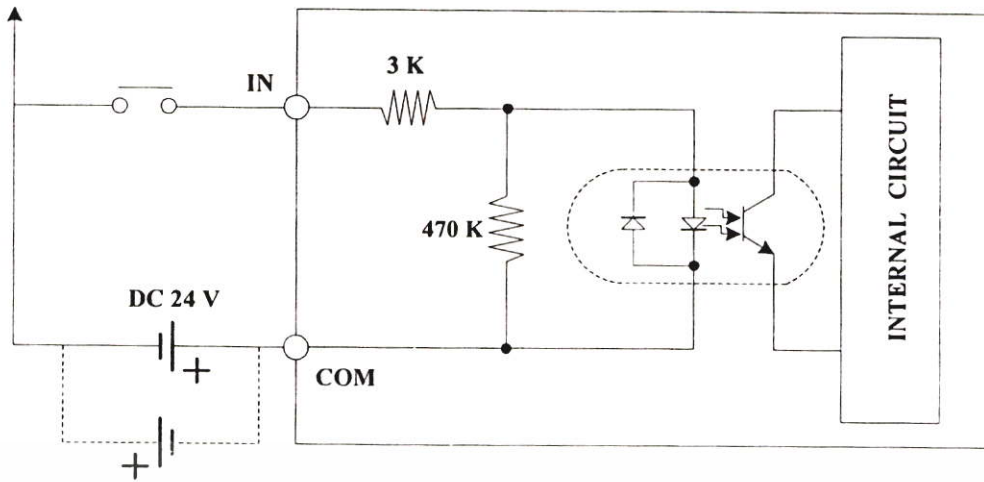 3 K
IN
470 K
INTERNAL CIRCUIT
DC 24 V
+
COM
+